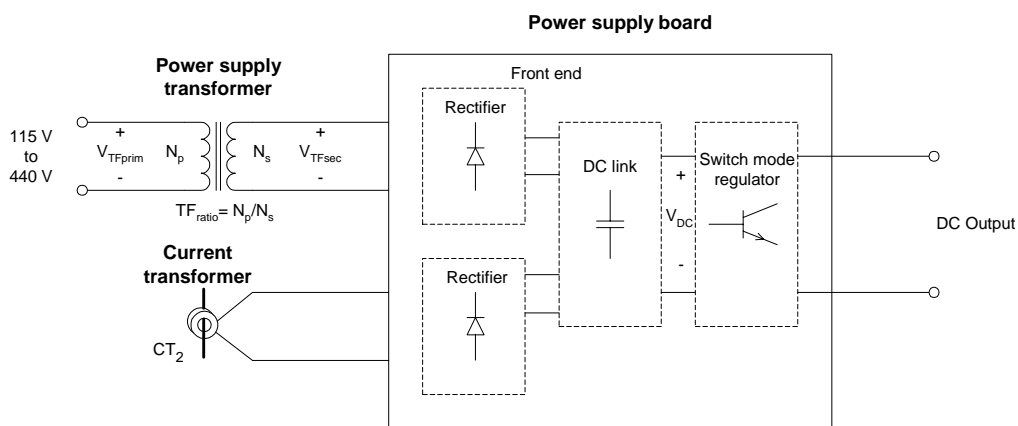 Power supply board
Power supply
transformer
Front end
Rectifier
115 V
to
440 V
+
V_TFprim
-
N_p
N_s
+
V_TFsec
-
TF_ratio= N_p/N_s
DC link
+
V_DC
-
Switch mode
regulator
DC Output
Current
transformer
CT_2
Rectifier